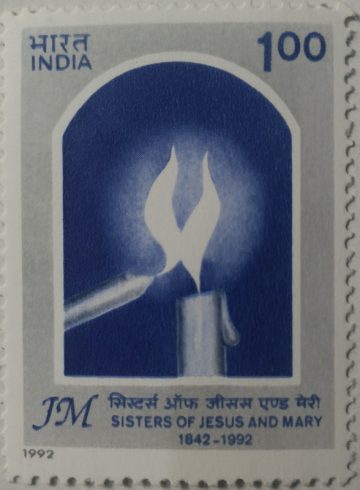 भारत
INDIA
1.00
JM सिस्टर्स ऑफ जीसस एण्ड मेरी
SISTERS OF JESUS AND MARY
1842-1992
1992